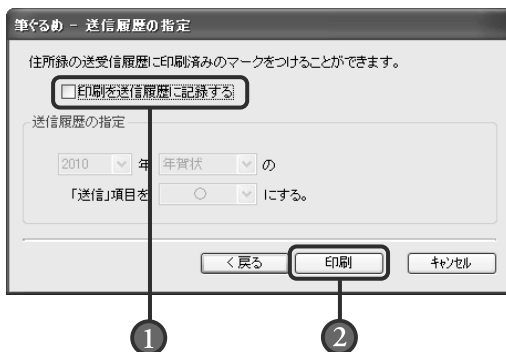 筆ぐるめ - 送信履歴の指定
住所録の送受信履歴に印刷済みのマークをつけることができます。
印刷を送信履歴に記録する
送信履歴の指定
2010 年 年賀状 の
「送信」項目を ○ にする。
< 戻る 印刷 キャンセル
1 2